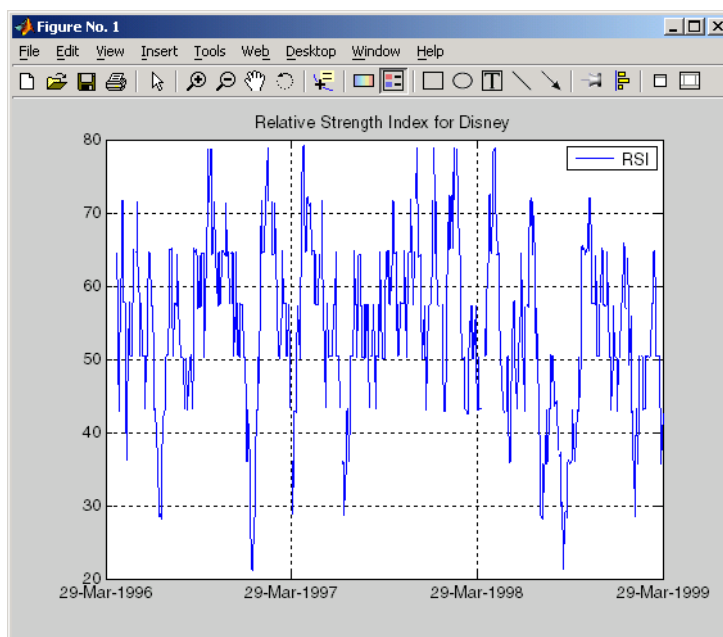 Figure No. 1
File Edit View Insert Tools Web Desktop Window Help
T
Relative Strength Index for Disney
RSI
80
70
60
50
40
30
20
29-Mar-1996 29-Mar-1997 29-Mar-1998 29-Mar-1999